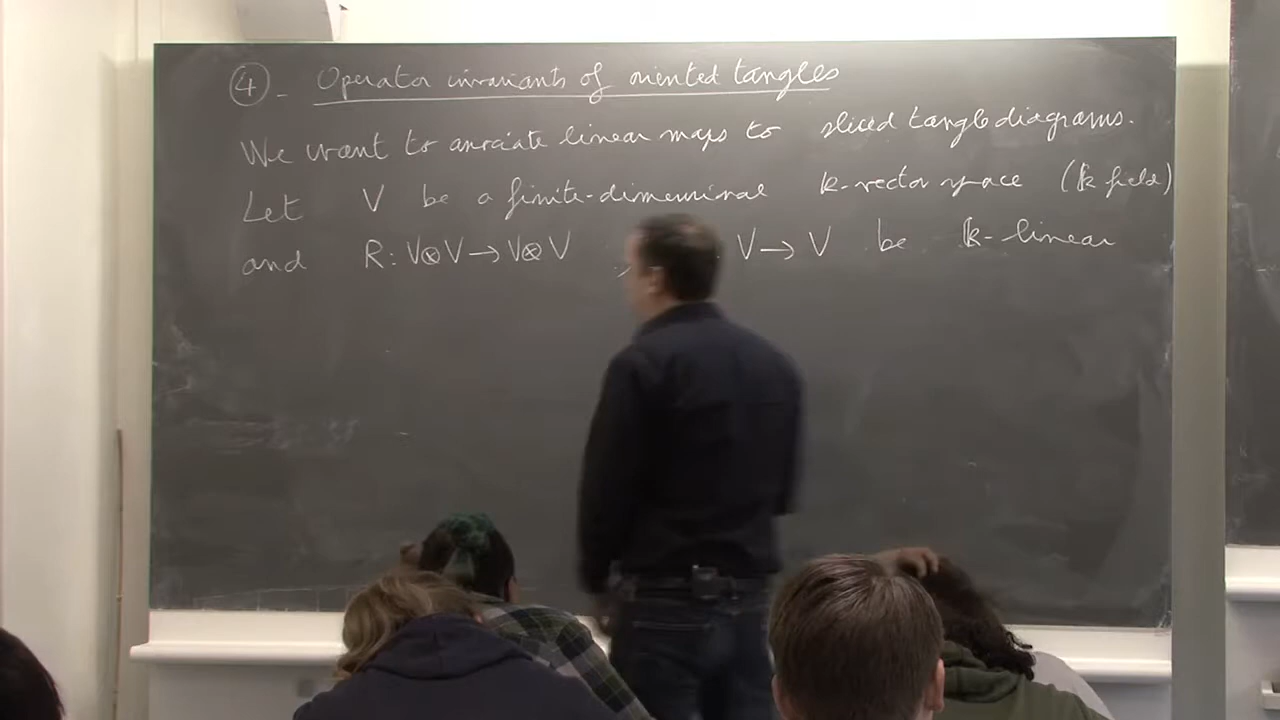 ④ - Operator invariants of oriented tangles
We want to associate linear maps to sliced tangle diagrams.
Let V be a finite-dimensional k-vector space (k field)
and R: V⊗V → V⊗V , V → V be k-linear